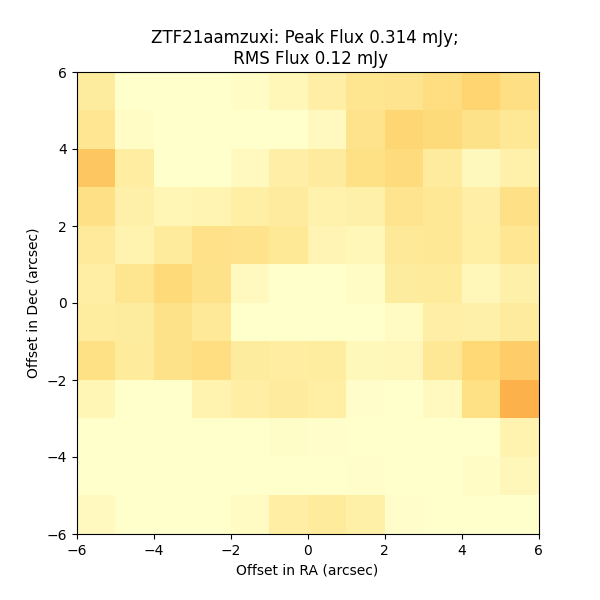 ZTF21aamzuxi: Peak Flux 0.314 mJy;
RMS Flux 0.12 mJy
6
4
2
0
−2
−4
−6
Offset in Dec (arcsec)
−6 −4 −2 0 2 4 6
Offset in RA (arcsec)